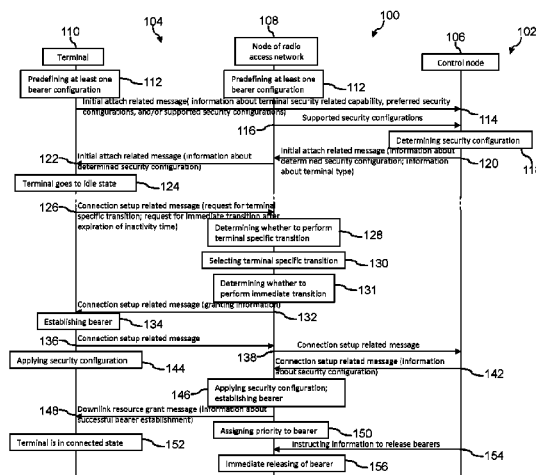 110
104
108
100
106
102
Terminal
Node of radio
access network
Control node
Predefining at least one
bearer configuration
112
Predefining at least one
bearer configuration
112
Initial attach related message( information about terminal security related capability, preferred security
configurations, and/or supported security configurations)
114
116
Supported security configurations
Determining security configuration
118
122
Initial attach related message (information about
determined security configuration)
Initial attach related message (information about
determined security configuration; information
about terminal type)
120
Terminal goes to idle state
124
126
Connection setup related message (request for terminal
specific transition; request for immediate transition after
expiration of inactivity time)
Determining whether to perform
terminal specific transition
128
Selecting terminal specific transition
130
Determining whether to
perform immediate transition
131
Connection setup related message (granting information)
132
Establishing bearer
134
136
Connection setup related message
138
Connection setup related message
Applying security configuration
144
Connection setup related message (information
about security configuration)
142
146
Applying security configuration;
establishing bearer
148
Downlink resource grant message (information about
successful bearer establishment)
Assigning priority to bearer
150
Terminal is in connected state
152
Instructing information to release bearers
154
Immediate releasing of bearer
156